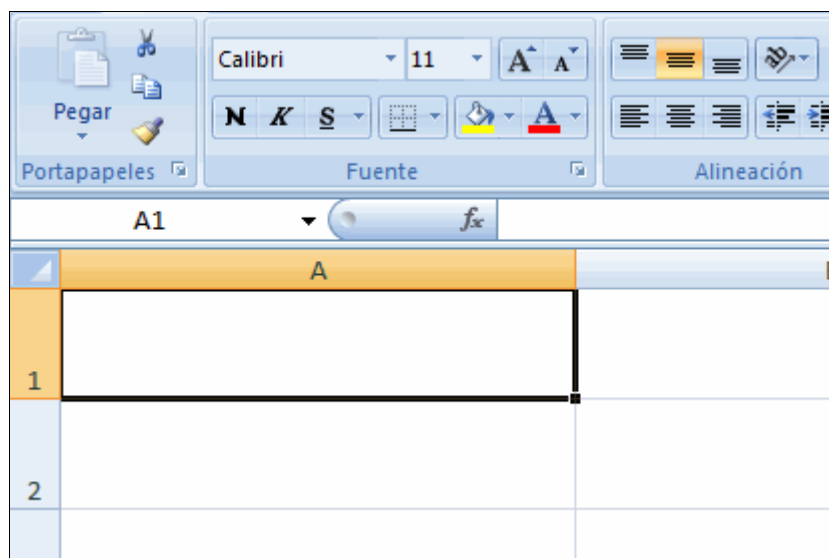 Calibri 11 A A
Pegar N K S A
Portapapeles Fuente Alineación
A1 fx
A
1
2